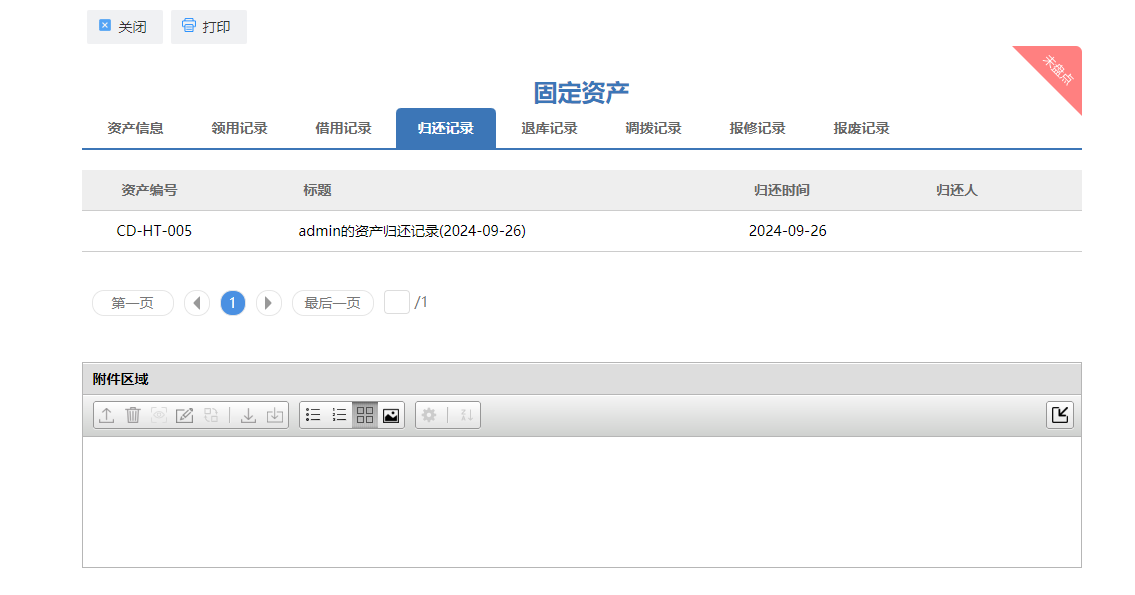 关闭 打印
未盘点
固定资产
资产信息 领用记录 借用记录 归还记录 退库记录 调拨记录 报修记录 报废记录
资产编号 标题 归还时间 归还人
CD-HT-005 admin的资产归还记录(2024-09-26) 2024-09-26
第一页 1 最后一页 /1
附件区域